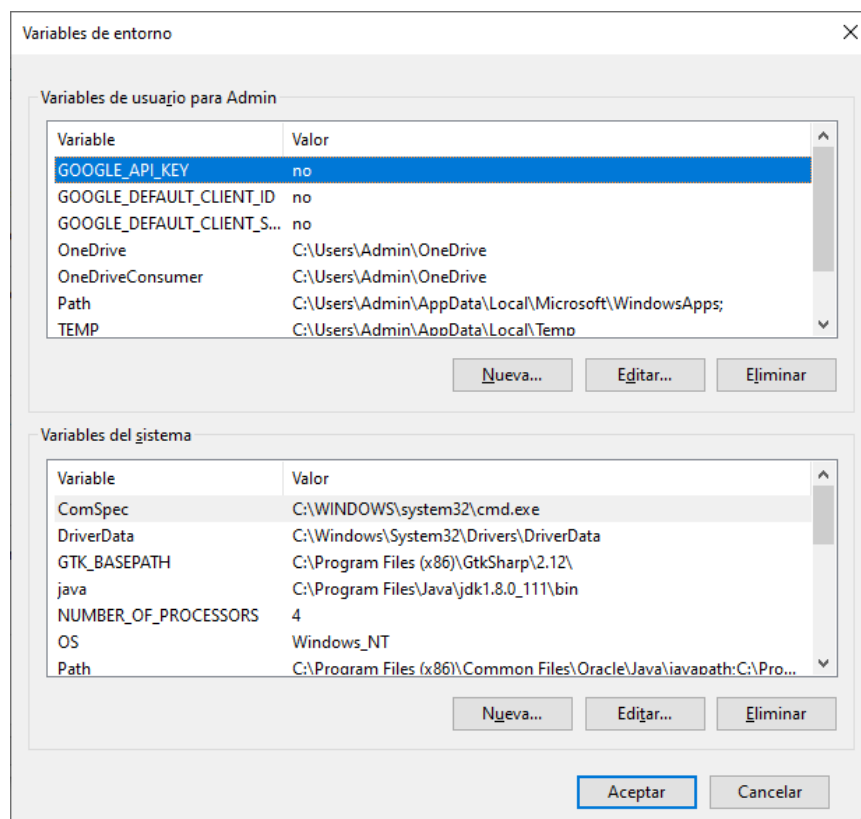 Variables de entorno
Variables de usuario para Admin
Variable Valor
GOOGLE_API_KEY no
GOOGLE_DEFAULT_CLIENT_ID no
GOOGLE_DEFAULT_CLIENT_S... no
OneDrive C:\Users\Admin\OneDrive
OneDriveConsumer C:\Users\Admin\OneDrive
Path C:\Users\Admin\AppData\Local\Microsoft\WindowsApps;
TEMP C:\Users\Admin\AppData\Local\Temp
Nueva... Editar... Eliminar
Variables del sistema
Variable Valor
ComSpec C:\WINDOWS\system32\cmd.exe
DriverData C:\Windows\System32\Drivers\DriverData
GTK_BASEPATH C:\Program Files (x86)\GtkSharp\2.12\
java C:\Program Files\Java\jdk1.8.0_111\bin
NUMBER_OF_PROCESSORS 4
OS Windows_NT
Path C:\Program Files (x86)\Common Files\Oracle\Java\javapath;C:\Pro...
Nueva... Editar... Eliminar
Aceptar Cancelar